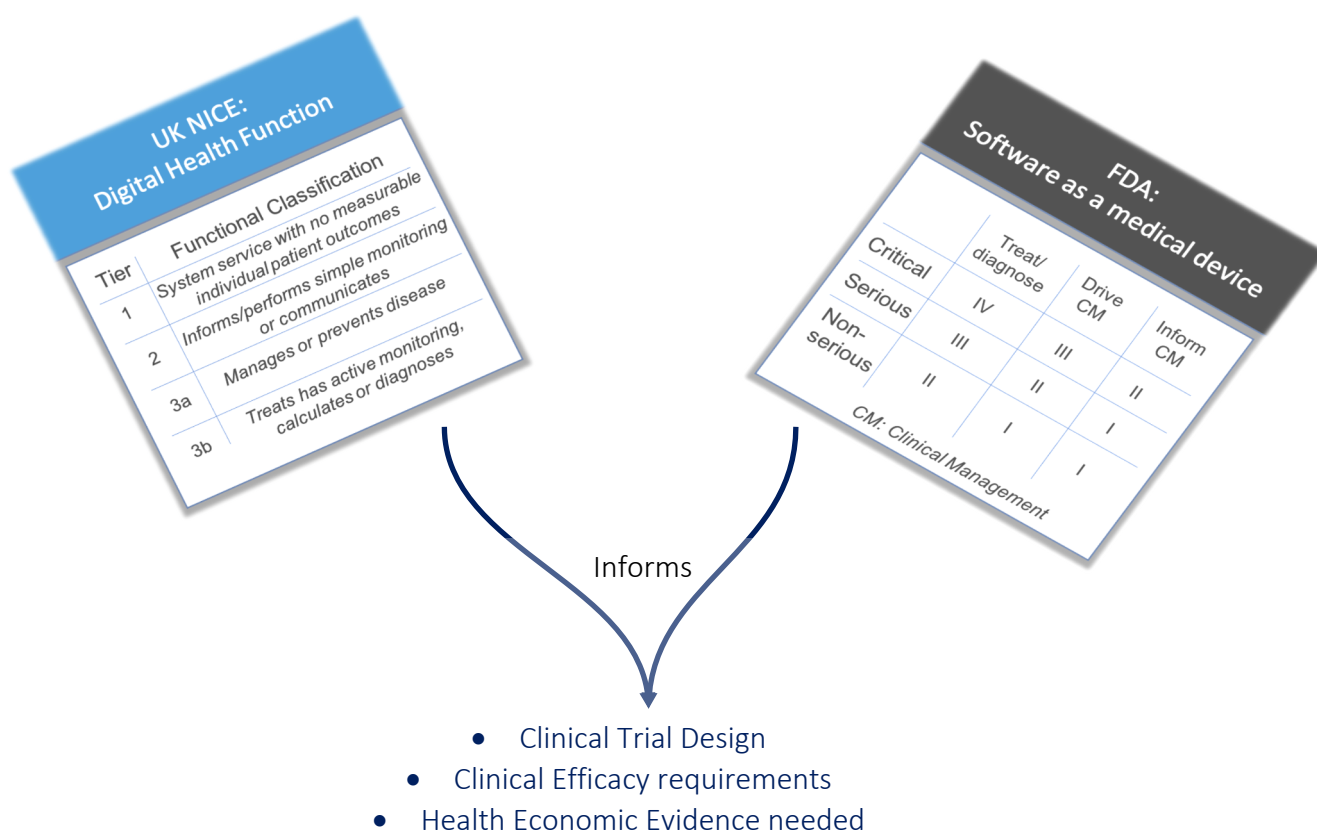 UK NICE:
Digital Health Function
Tier Functional Classification
1 System service with no measurable
individual patient outcomes
2 Informs/performs simple monitoring
or communicates
3a Manages or prevents disease
3b Treats has active monitoring,
calculates or diagnoses
FDA:
Software as a medical device
Treat/
diagnose
Drive
CM
Inform
CM
Critical IV III II
Serious III II I
Non-
serious II I I
CM: Clinical Management
Informs
• Clinical Trial Design
• Clinical Efficacy requirements
• Health Economic Evidence needed